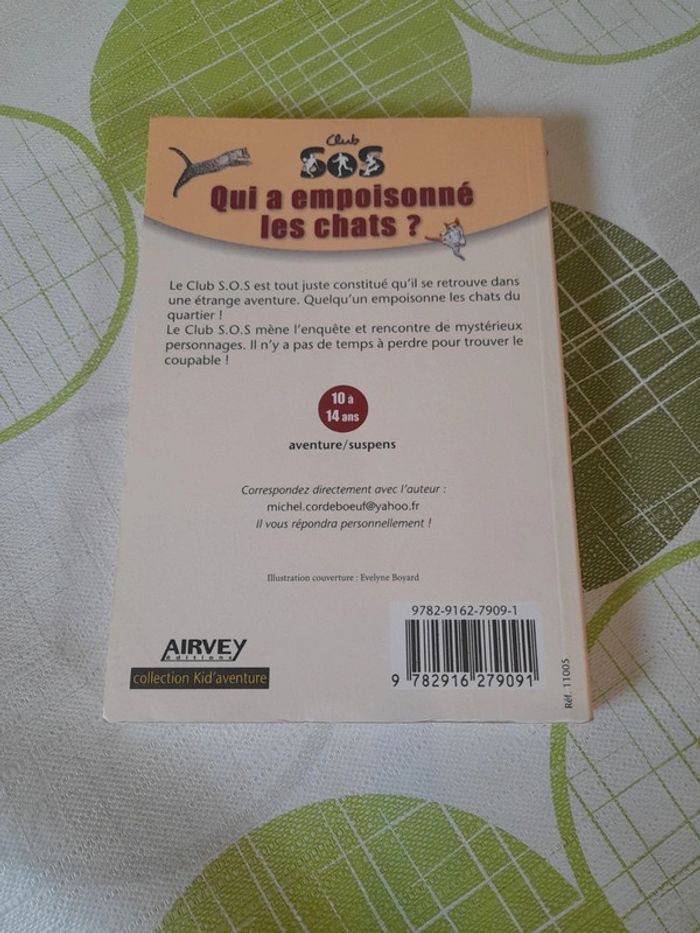 Club
SOS
Qui a empoisonné
les chats ?
Le Club S.O.S est tout juste constitué qu'il se retrouve dans
une étrange aventure. Quelqu'un empoisonne les chats du
quartier !
Le Club S.O.S mène l'enquête et rencontre de mystérieux
personnages. Il n'y a pas de temps à perdre pour trouver le
coupable !
10 à
14 ans
aventure/suspens
Correspondez directement avec l'auteur :
michel.cordeboeuf@yahoo.fr
Il vous répondra personnellement !
Illustration couverture : Evelyne Boyard
9782-9162-7909-1
9 782916 279091
Réf. 11005
AIRVEY
éditions
collection Kid'aventure